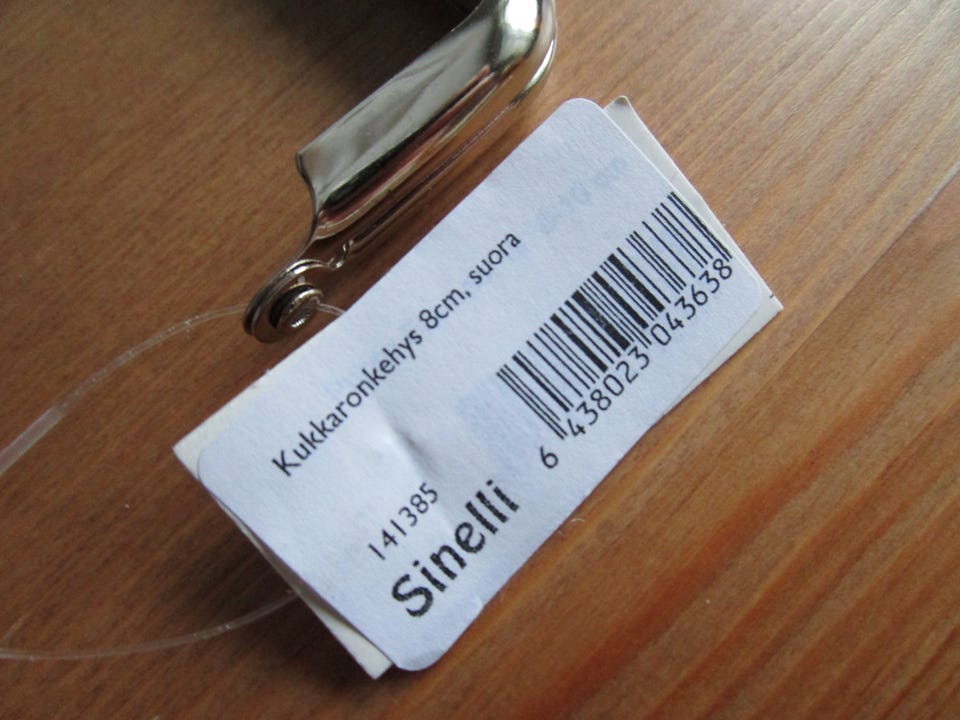 Kukkaronkehys 8cm, suora
141385
Sinelli
6 438023 043638